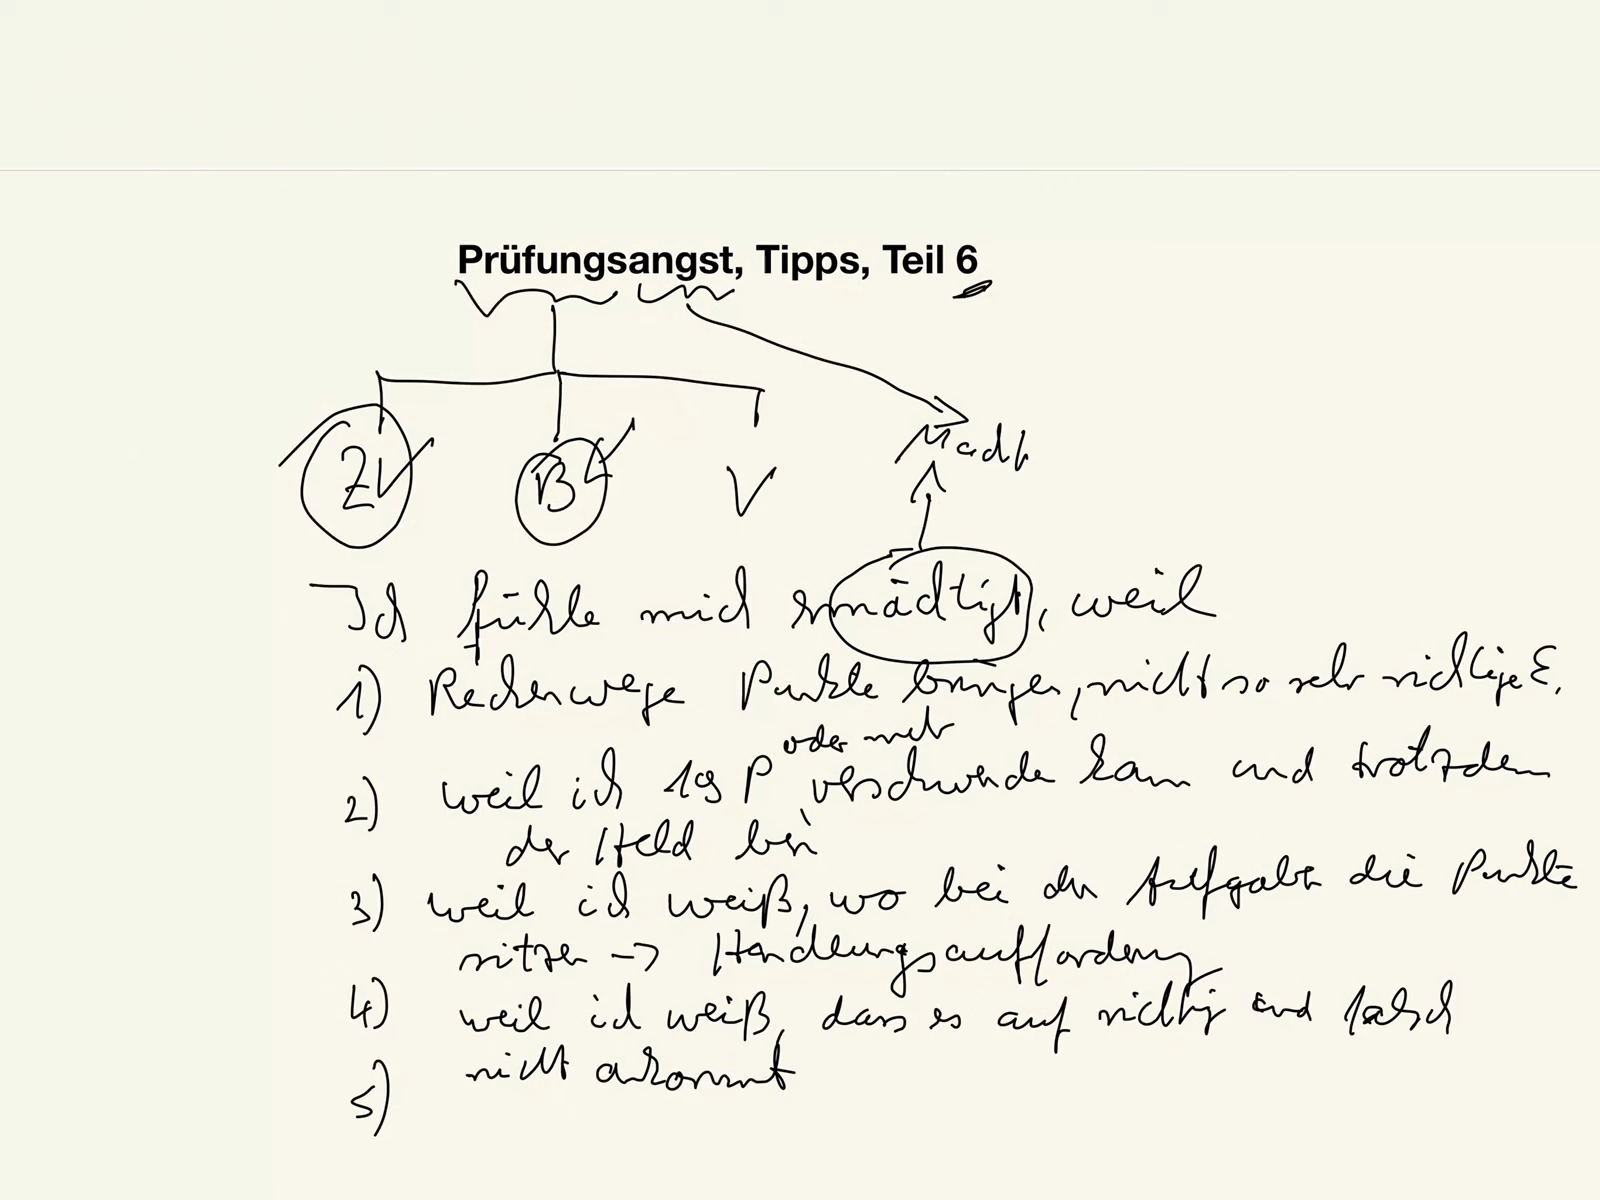 Prüfungsangst, Tipps, Teil 6
ZV B V
Macht
Ich fühle mich ermächtigt, weil
1) Rechenwege Punkte bringen, nicht so sehr richtige E.
oder mehr
2) weil ich 19 P verschwenden kann und trotzdem
der Held bin
3) weil ich weiß, wo bei der Aufgabe die Punkte
sitzen -> Handlungsaufforderung
4) weil ich weiß, dass es auf richtig und falsch
nicht ankommt
5)